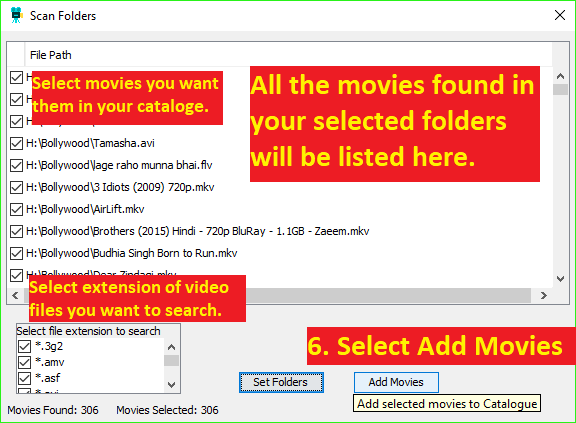 Scan Folders
File Path
H:
Select movies you want
them in your cataloge.
H:
All the movies found in
your selected folders
will be listed here.
H:\Bollywood\Tamasha.avi
H:\Bollywood\lage raho munna bhai.flv
H:\Bollywood\3 Idiots (2009) 720p.mkv
H:\Bollywood\AirLift.mkv
H:\Bollywood\Brothers (2015) Hindi - 720p BluRay - 1.1GB - Zaeem.mkv
H:\Bollywood\Budhia Singh Born to Run.mkv
H:\Bollywood\Dear Zindagi.mkv
Select extension of video
files you want to search.
Select file extension to search
*.3g2
*.amv
*.asf
*.avi
6. Select Add Movies
Set Folders
Add Movies
Add selected movies to Catalogue
Movies Found: 306
Movies Selected: 306